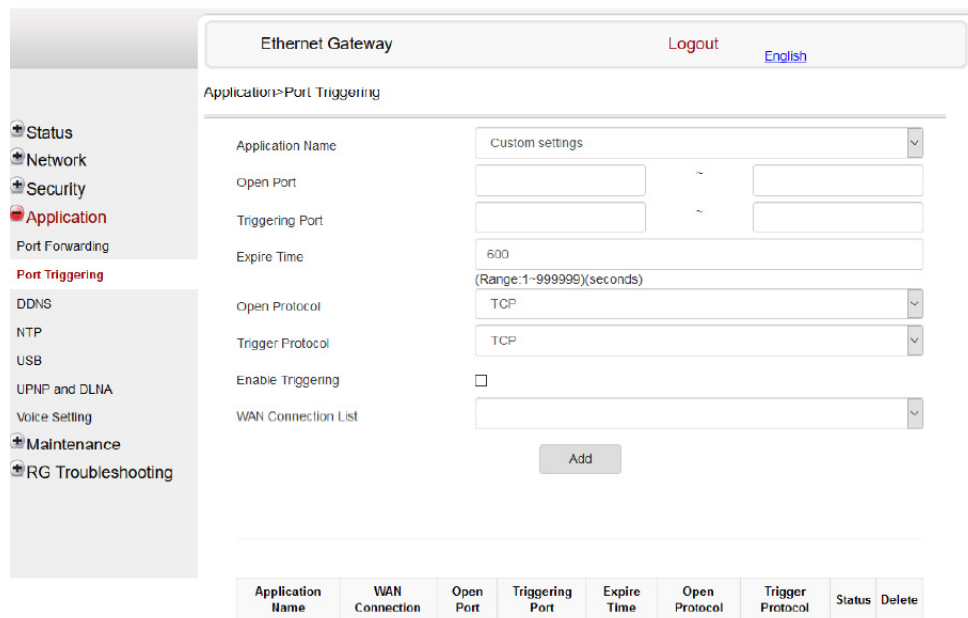 Ethernet Gateway
Logout
English
Application>Port Triggering
Status
Network
Security
Application
Port Forwarding
Port Triggering
DDNS
NTP
USB
UPNP and DLNA
Voice Setting
Maintenance
RG Troubleshooting
Application Name
Custom settings
Open Port
~
Triggering Port
~
Expire Time
600
(Range:1~999999)(seconds)
Open Protocol
TCP
Trigger Protocol
TCP
Enable Triggering
WAN Connection List
Add
Application Name
WAN Connection
Open Port
Triggering Port
Expire Time
Open Protocol
Trigger Protocol
Status
Delete